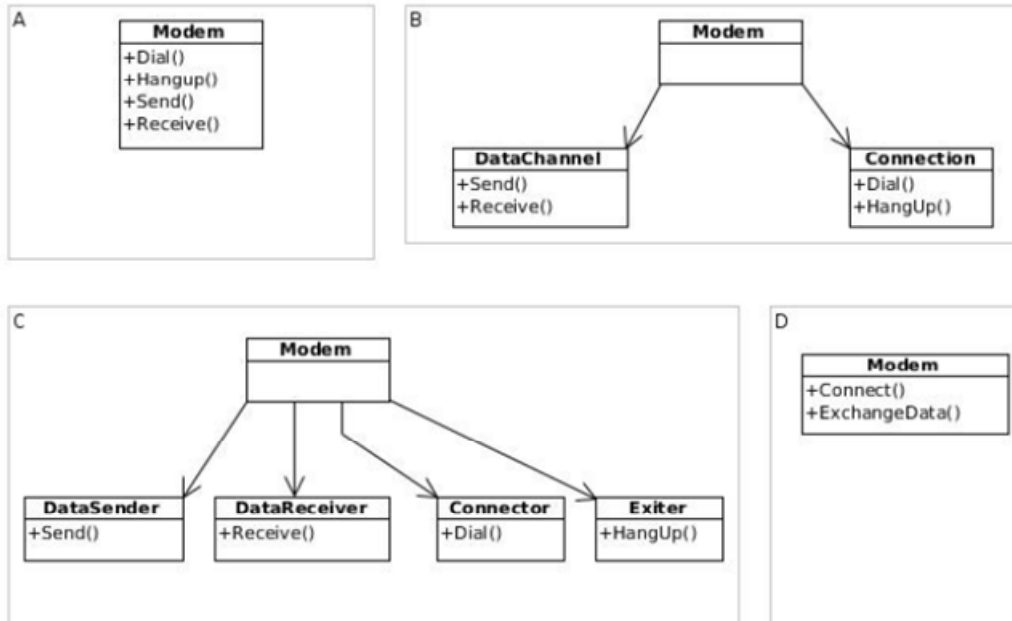 A
Modem
+Dial()
+Hangup()
+Send()
+Receive()
B
Modem
DataChannel
+Send()
+Receive()
Connection
+Dial()
+HangUp()
C
Modem
DataSender
+Send()
DataReceiver
+Receive()
Connector
+Dial()
Exiter
+HangUp()
D
Modem
+Connect()
+ExchangeData()